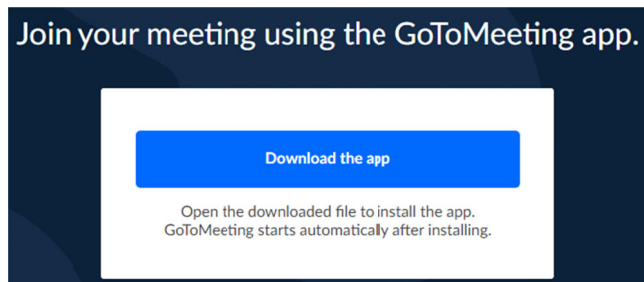 Join your meeting using the GoToMeeting app.
Download the app
Open the downloaded file to install the app.
GoToMeeting starts automatically after installing.